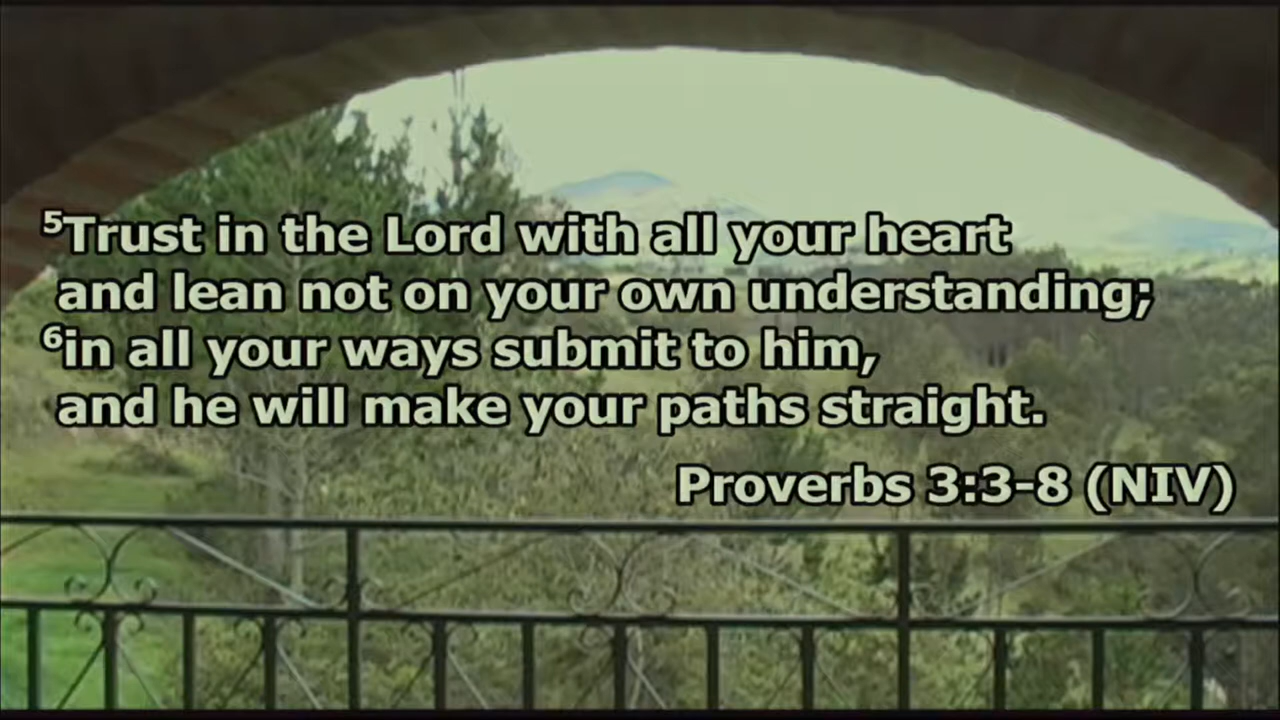 ⁵Trust in the Lord with all your heart
and lean not on your own understanding;
⁶in all your ways submit to him,
and he will make your paths straight.
Proverbs 3:3-8 (NIV)